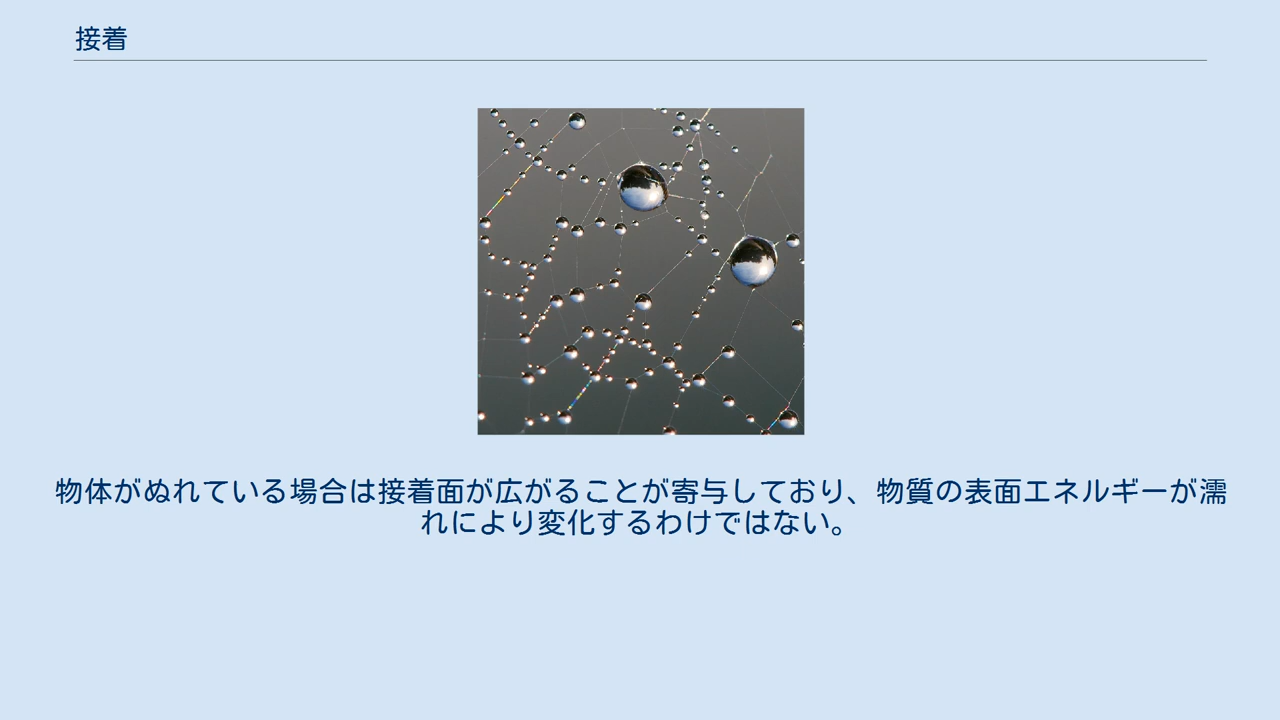 接着
物体がぬれている場合は接着面が広がることが寄与しており、物質の表面エネルギーが濡
れにより変化するわけではない。